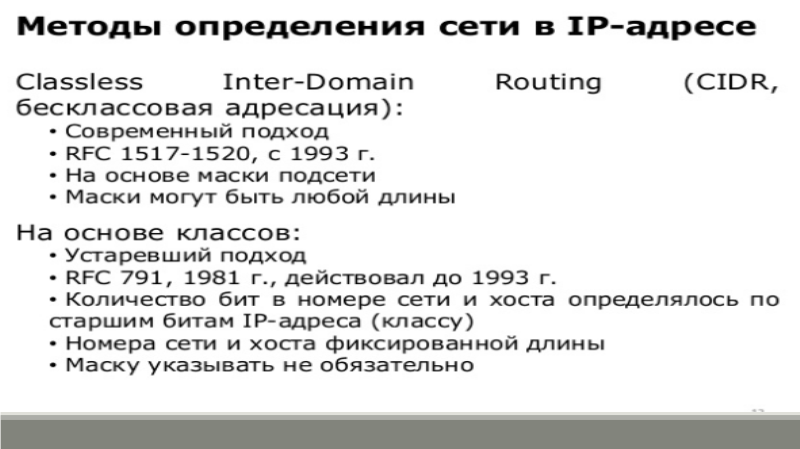 Методы определения сети в IP-адресе
Classless Inter-Domain Routing (CIDR,
бесклассовая адресация):
• Современный подход
• RFC 1517-1520, с 1993 г.
• На основе маски подсети
• Маски могут быть любой длины
На основе классов:
• Устаревший подход
• RFC 791, 1981 г., действовал до 1993 г.
• Количество бит в номере сети и хоста определялось по
старшим битам IP-адреса (классу)
• Номера сети и хоста фиксированной длины
• Маску указывать не обязательно